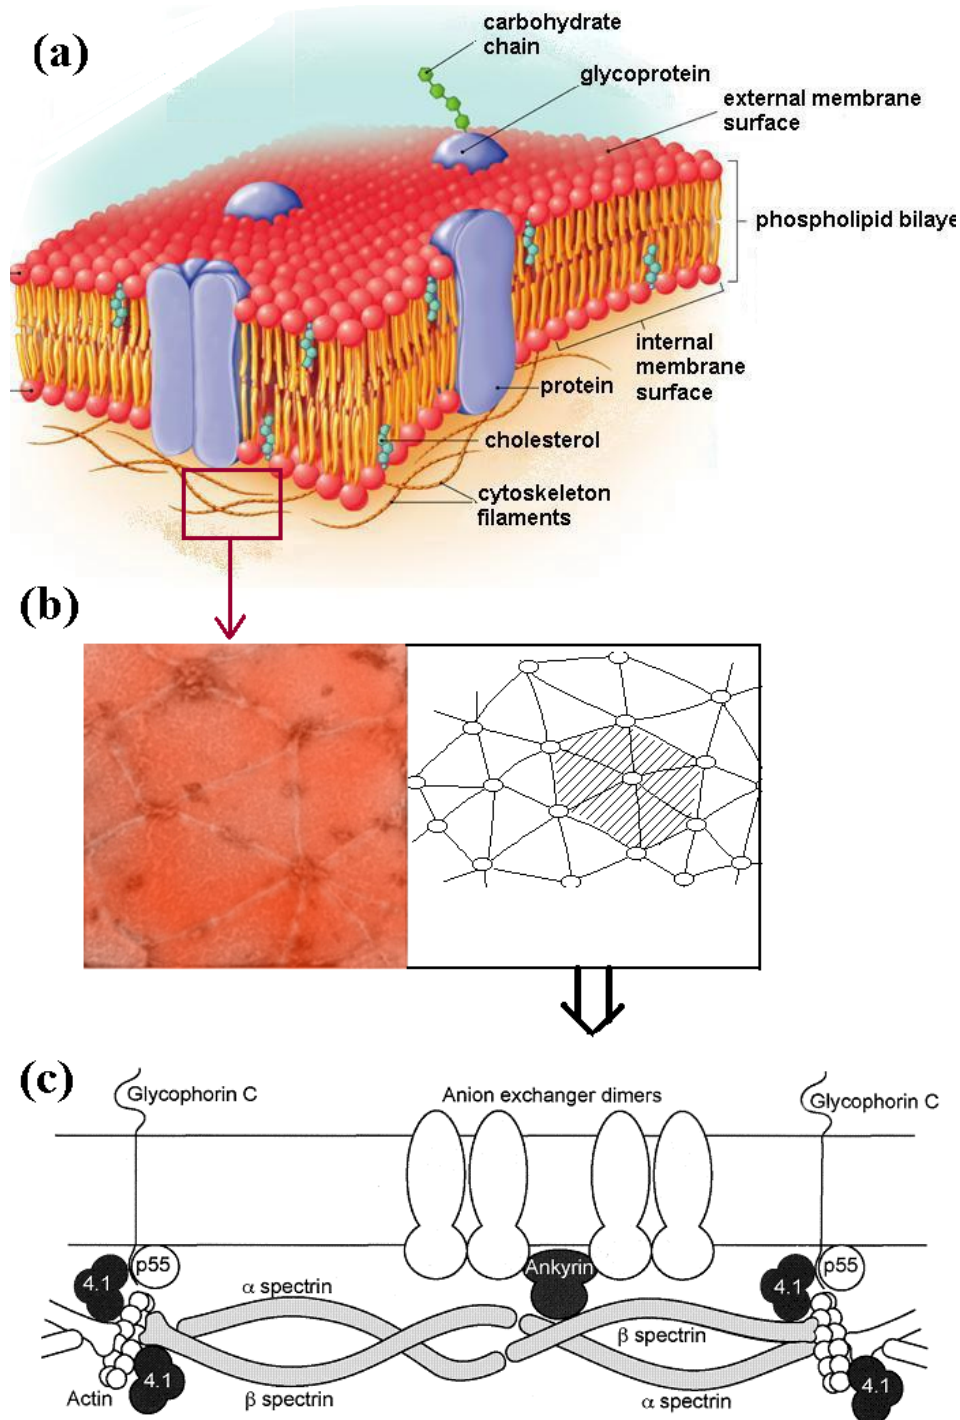 (a)
carbohydrate
chain
glycoprotein
external membrane
surface
phospholipid bilaye
internal
membrane
surface
protein
cholesterol
cytoskeleton
filaments
(b)
(c)
Glycophorin C
Anion exchanger dimers
Glycophorin C
p55
4.1
Ankyrin
p55
4.1
α spectrin
β spectrin
Actin
4.1
β spectrin
α spectrin
4.1